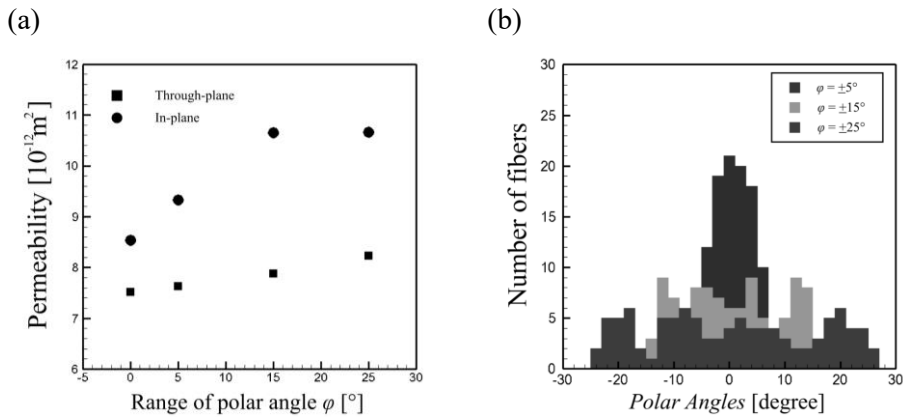 (a)
(b)
12
11
10
9
8
7
6
-5
0
5
10
15
20
25
30
Permeability [10⁻¹²m²]
Range of polar angle φ [°]
Through-plane
In-plane
30
25
20
15
10
5
0
-30
-20
-10
0
10
20
30
Number of fibers
Polar Angles [degree]
φ = ±5°
φ = ±15°
φ = ±25°